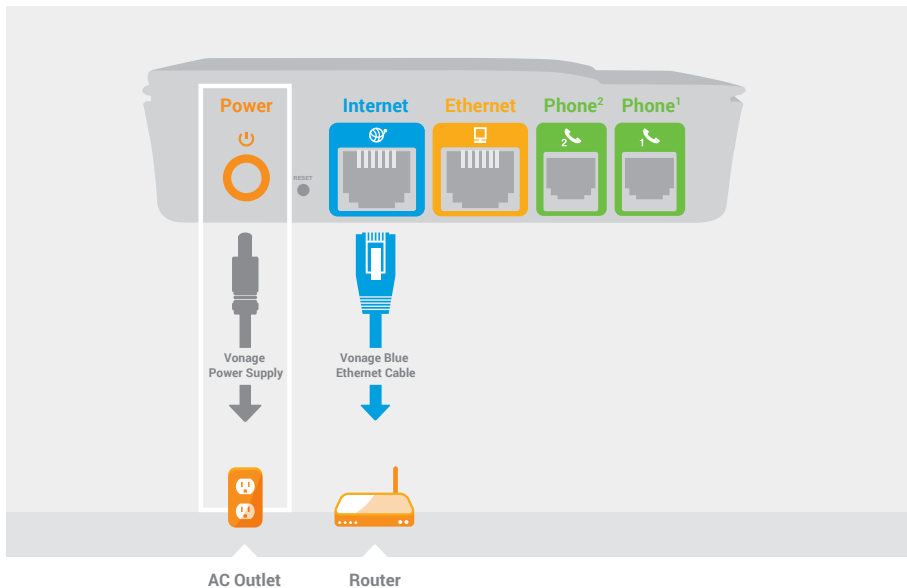 Power
Internet
Ethernet
Phone²
Phone¹
2
1
RESET
Vonage
Power Supply
Vonage Blue
Ethernet Cable
AC Outlet
Router